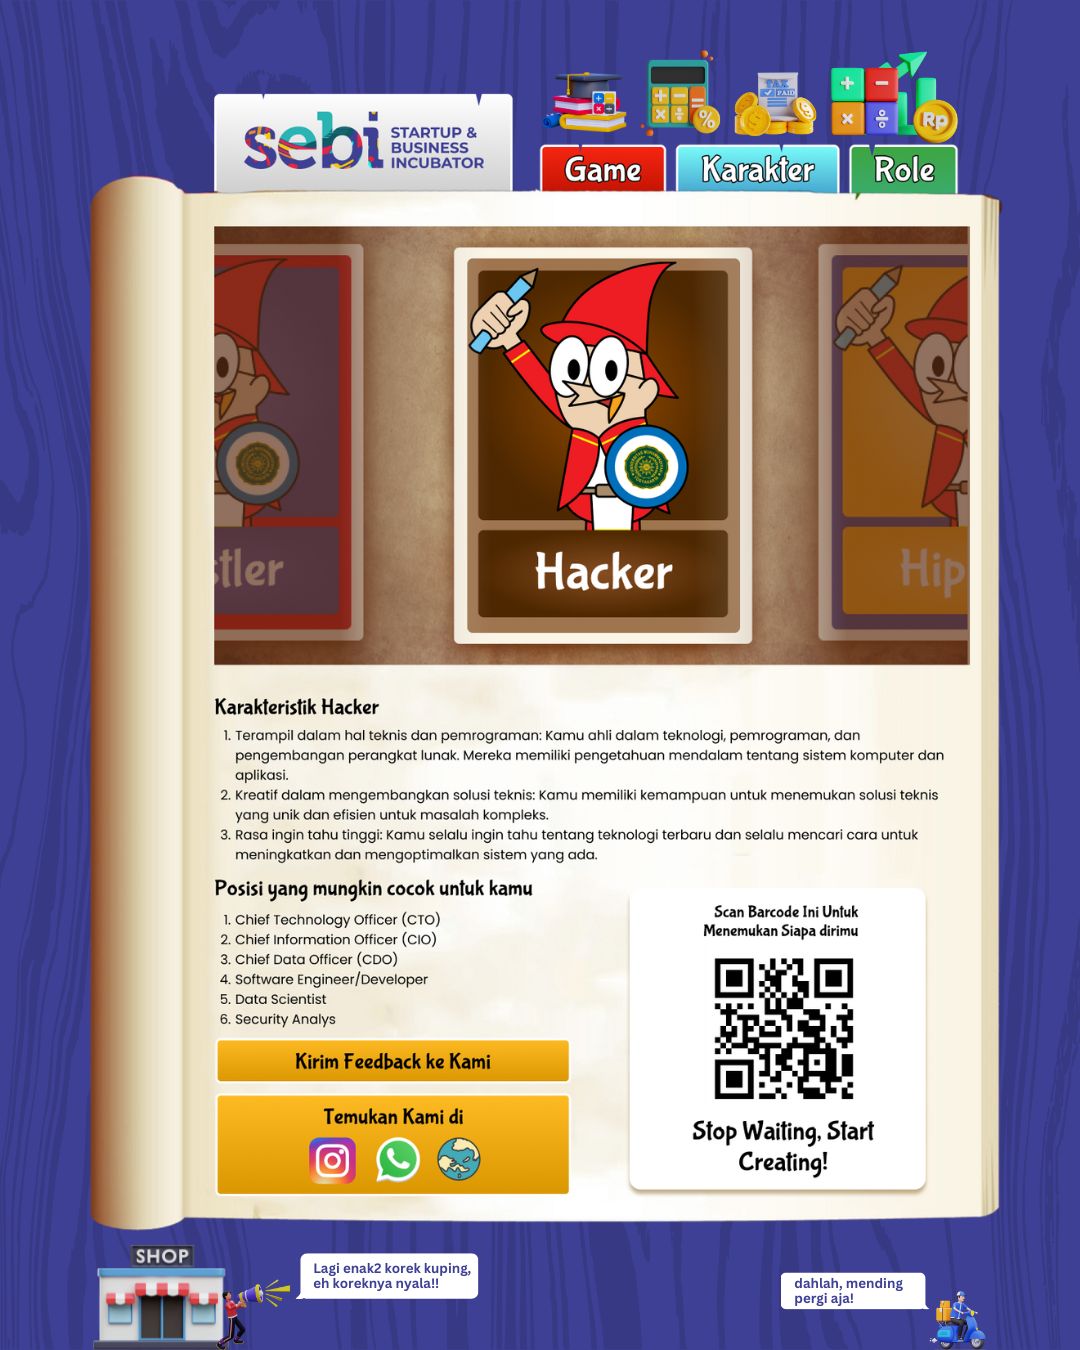 sebi STARTUP &
BUSINESS
INCUBATOR
TAX
PAID
Rp
Game
Karakter
Role
stler
Hacker
Hip
Karakteristik Hacker
1. Terampil dalam hal teknis dan pemrograman: Kamu ahli dalam teknologi, pemrograman, dan
pengembangan perangkat lunak. Mereka memiliki pengetahuan mendalam tentang sistem komputer dan
aplikasi.
2. Kreatif dalam mengembangkan solusi teknis: Kamu memiliki kemampuan untuk menemukan solusi teknis
yang unik dan efisien untuk masalah kompleks.
3. Rasa ingin tahu tinggi: Kamu selalu ingin tahu tentang teknologi terbaru dan selalu mencari cara untuk
meningkatkan dan mengoptimalkan sistem yang ada.
Posisi yang mungkin cocok untuk kamu
1. Chief Technology Officer (CTO)
2. Chief Information Officer (CIO)
3. Chief Data Officer (CDO)
4. Software Engineer/Developer
5. Data Scientist
6. Security Analys
Kirim Feedback ke Kami
Temukan Kami di
Scan Barcode Ini Untuk
Menemukan Siapa dirimu
Stop Waiting, Start
Creating!
SHOP
Lagi enak2 korek kuping,
eh koreknya nyala!!
dahlah, mending
pergi aja!